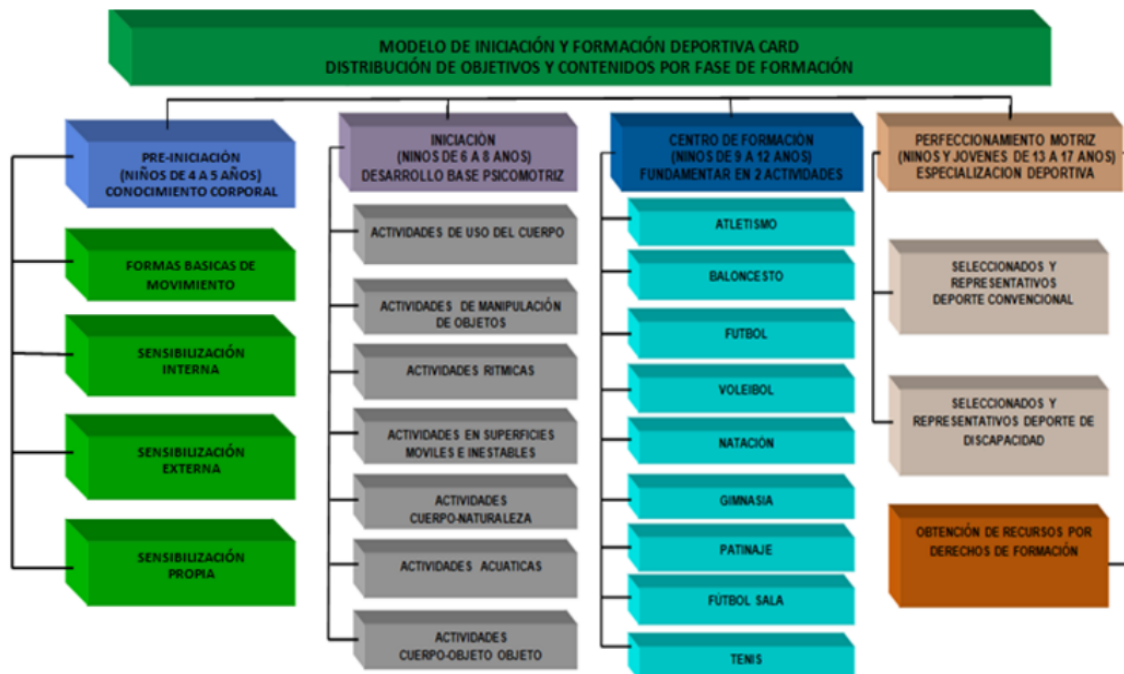 MODELO DE INICIACIÓN Y FORMACIÓN DEPORTIVA CARD
DISTRIBUCIÓN DE OBJETIVOS Y CONTENIDOS POR FASE DE FORMACIÓN
PRE-INICIACIÒN
(NIÑOS DE 4 A 5 AÑOS)
CONOCIMIENTO CORPORAL
FORMAS BASICAS DE
MOVIMIENTO
SENSIBILIZACIÓN
INTERNA
SENSIBILIZACIÓN
EXTERNA
SENSIBILIZACIÓN
PROPIA
INICIACIÒN
(NINOS DE 6 A 8 ANOS)
DESARROLLO BASE PSICOMOTRIZ
ACTIVIDADES DE USO DEL CUERPO
ACTIVIDADES DE MANIPULACIÓN
DE OBJETOS
ACTIVIDADES RITMICAS
ACTIVIDADES EN SUPERFICIES
MOVILES E INESTABLES
ACTIVIDADES
CUERPO-NATURALEZA
ACTIVIDADES ACUATICAS
ACTIVIDADES
CUERPO-OBJETO OBJETO
CENTRO DE FORMACIÒN
(NINOS DE 9 A 12 ANOS)
FUNDAMENTAR EN 2 ACTIVIDADES
ATLETISMO
BALONCESTO
FUTBOL
VOLEIBOL
NATACIÓN
GIMNASIA
PATINAJE
FÚTBOL SALA
TENIS
PERFECCIONAMIENTO MOTRIZ
(NINOS Y JOVENES DE 13 A 17 ANOS)
ESPECIALIZACION DEPORTIVA
SELECCIONADOS Y
REPRESENTATIVOS
DEPORTE CONVENCIONAL
SELECCIONADOS Y
REPRESENTATIVOS DEPORTE DE
DISCAPACIDAD
OBTENCIÓN DE RECURSOS POR
DERECHOS DE FORMACIÓN